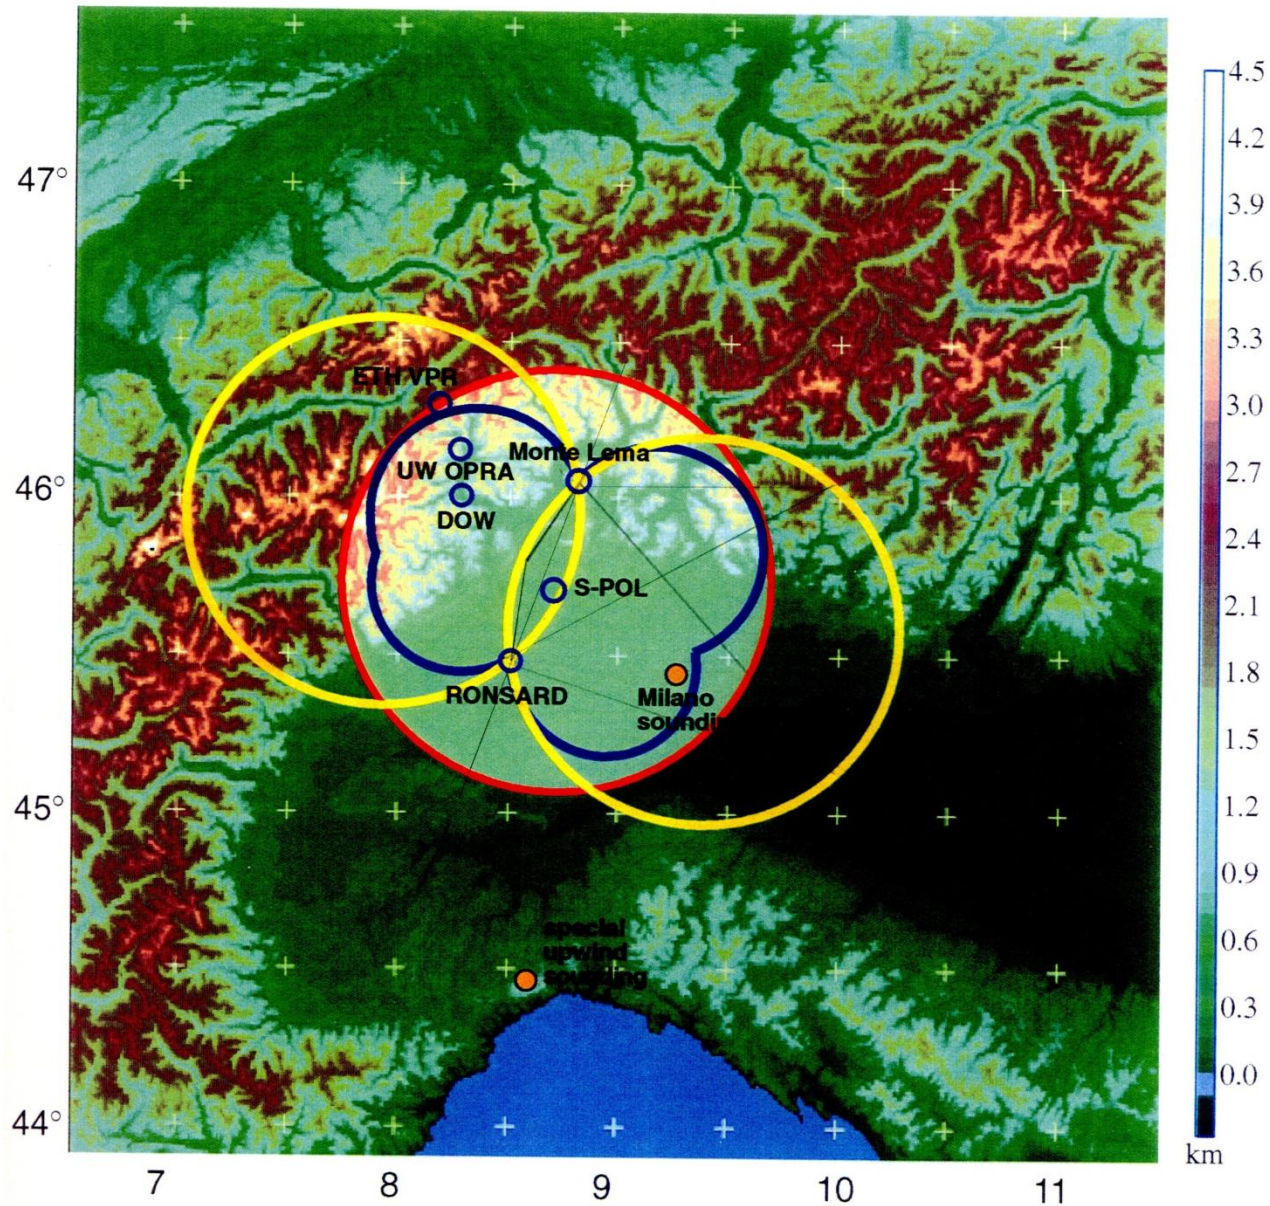 4.5
4.2
47°
3.9
3.6
3.3
ETH VPR
3.0
Monte Lema
2.7
UW OPRA
46°
DOW
2.4
S-POL
2.1
RONSARD
1.8
Milano
soundin
1.5
45°
1.2
0.9
special
upwind
sounding
0.6
0.3
0.0
44°
km
7
8
9
10
11